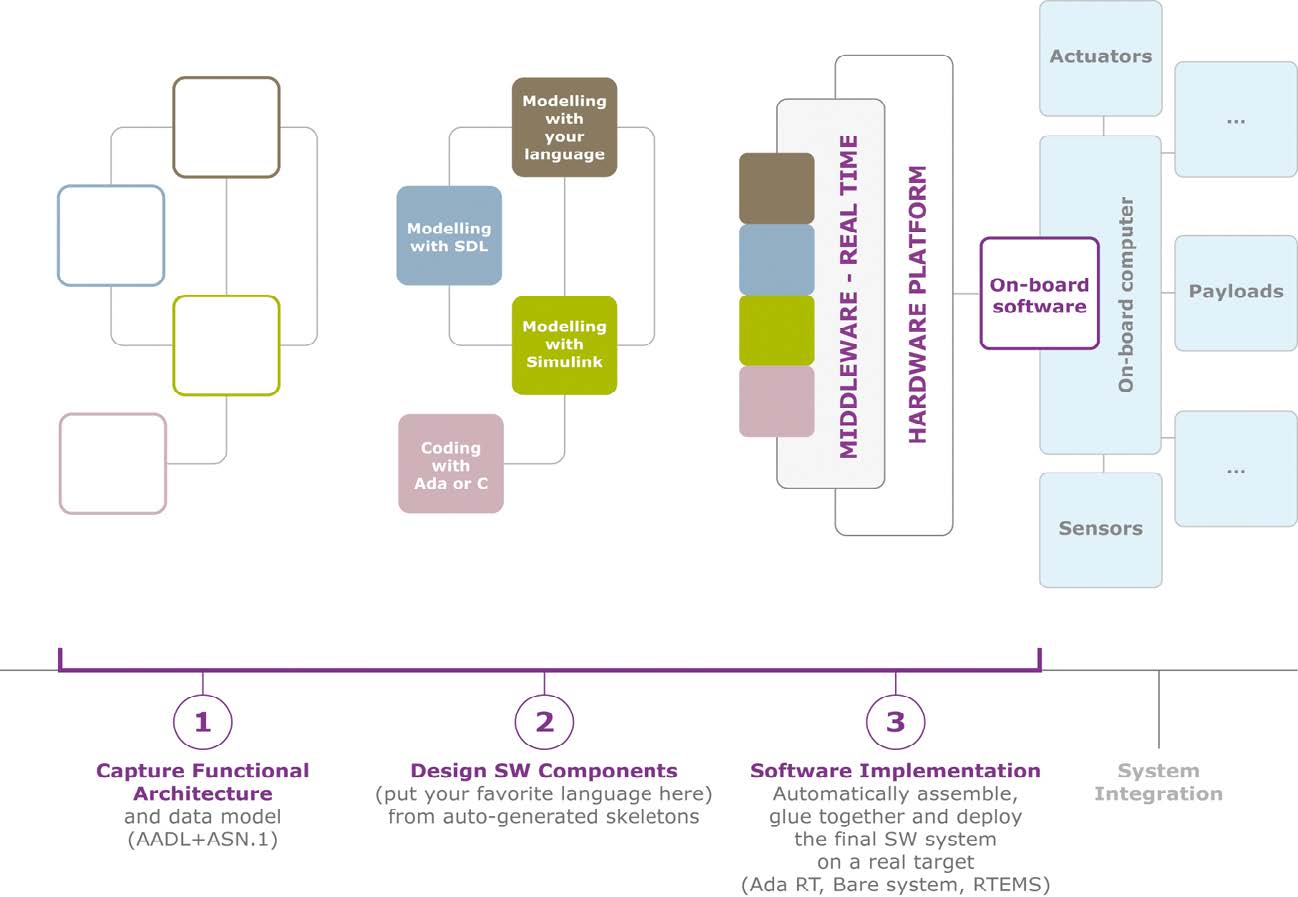 Modelling
with
your
language
Modelling
with SDL
Modelling
with
Simulink
Coding
with
Ada or C
MIDDLEWARE - REAL TIME
HARDWARE PLATFORM
On-board
software
On-board computer
Actuators
...
Payloads
...
Sensors
1
Capture Functional
Architecture
and data model
(AADL+ASN.1)
2
Design SW Components
(put your favorite language here)
from auto-generated skeletons
3
Software Implementation
Automatically assemble,
glue together and deploy
the final SW system
on a real target
(Ada RT, Bare system, RTEMS)
System
Integration